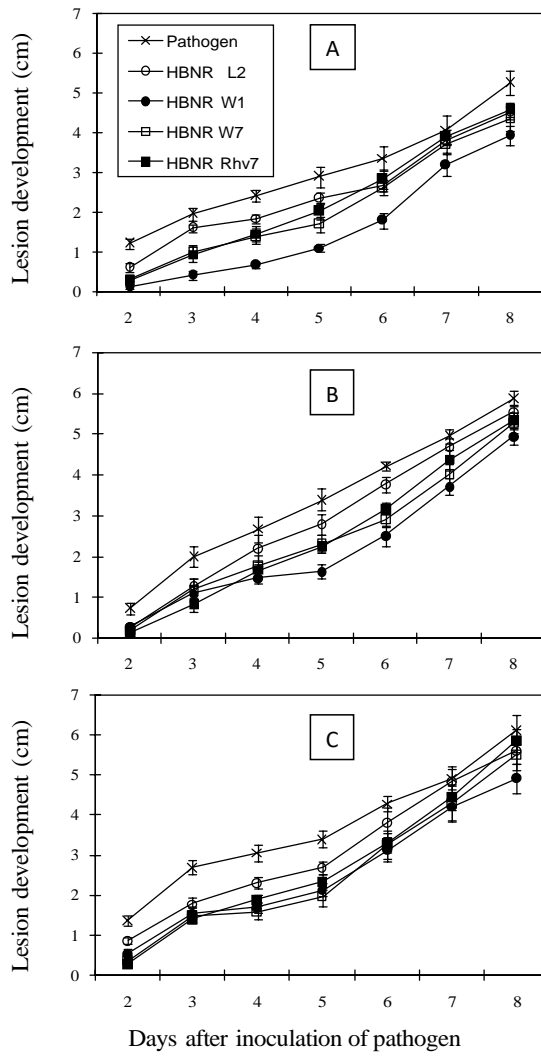 7
6
5
4
3
2
1
0
Lesion development (cm)
Pathogen
HBNR L2
HBNR W1
HBNR W7
HBNR Rhv7
A
2 3 4 5 6 7 8
7
6
5
4
3
2
1
0
Lesion development (cm)
B
2 3 4 5 6 7 8
7
6
5
4
3
2
1
0
Lesion development (cm)
C
2 3 4 5 6 7 8
Days after inoculation of pathogen